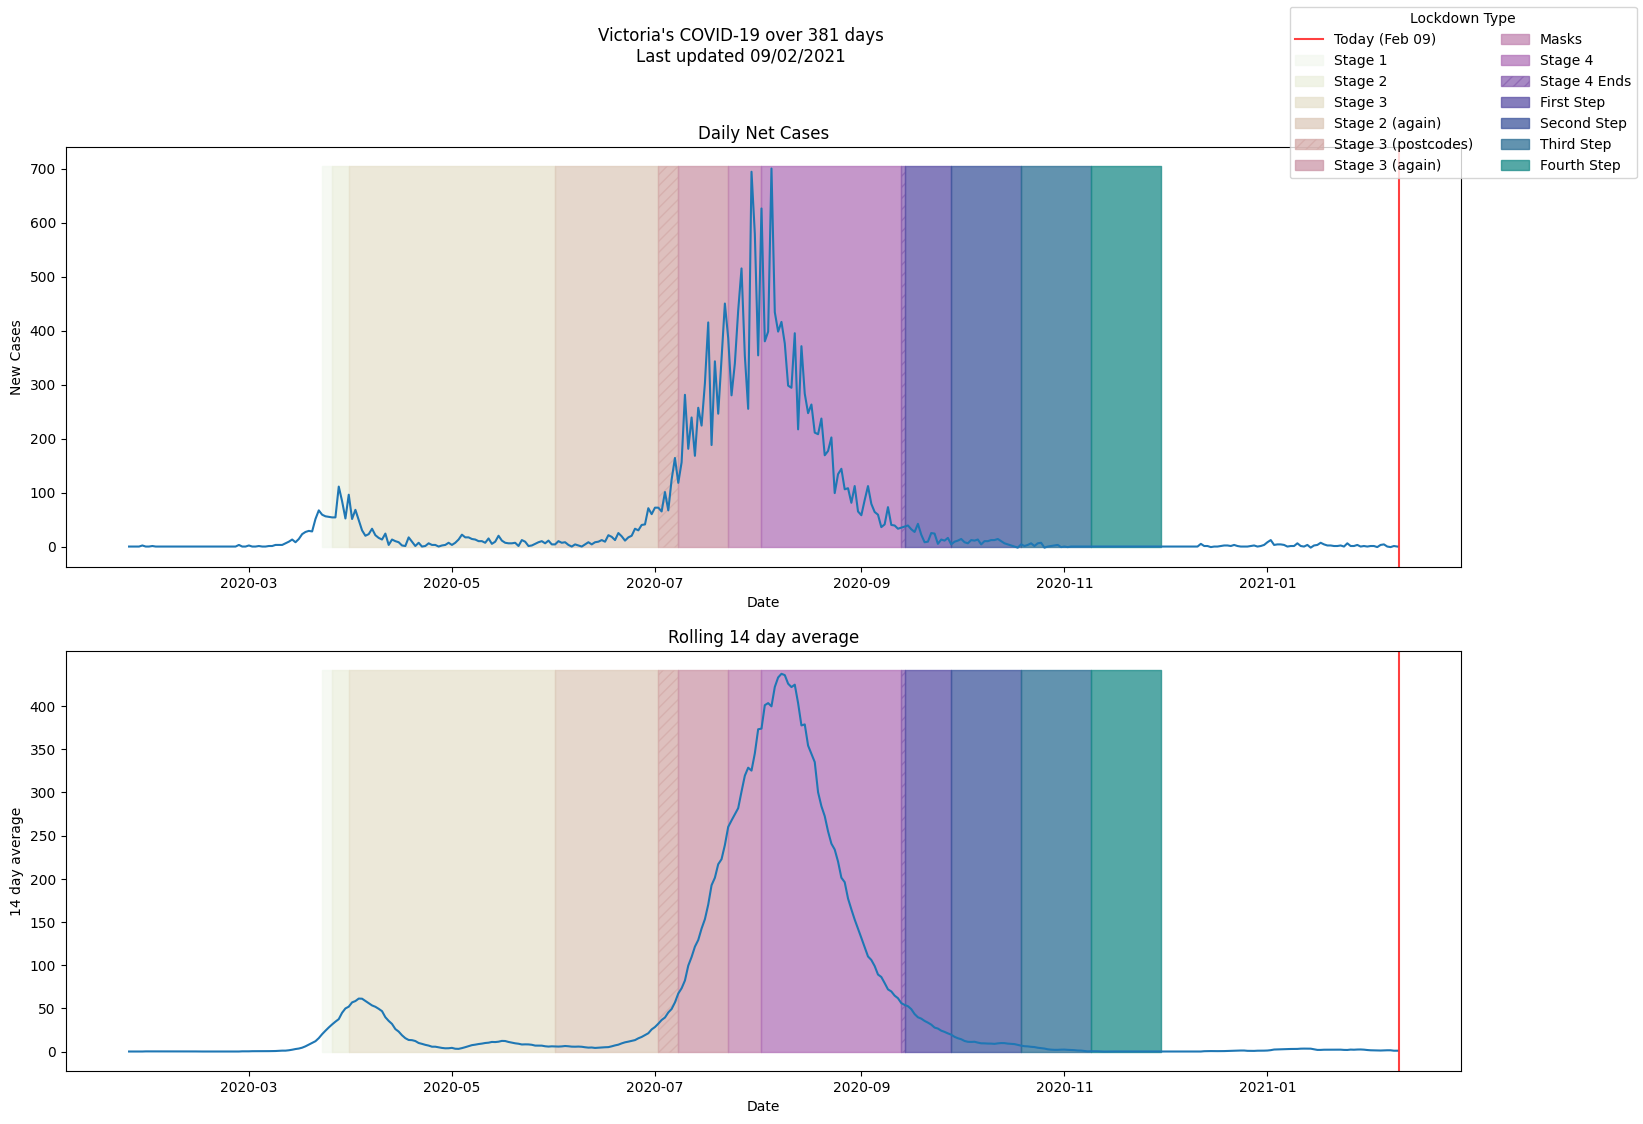 Victoria's COVID-19 over 381 days
Last updated 09/02/2021
Lockdown Type
Today (Feb 09)
Stage 1
Stage 2
Stage 3
Stage 2 (again)
Stage 3 (postcodes)
Stage 3 (again)
Masks
Stage 4
Stage 4 Ends
First Step
Second Step
Third Step
Fourth Step
Daily Net Cases
New Cases
700
600
500
400
300
200
100
0
2020-03
2020-05
2020-07
2020-09
2020-11
2021-01
Date
Rolling 14 day average
14 day average
400
350
300
250
200
150
100
50
0
2020-03
2020-05
2020-07
2020-09
2020-11
2021-01
Date